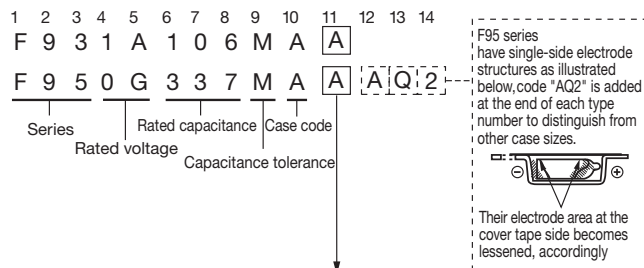 1 2 3 4 5 6 7 8 9 10 11 12 13 14
F 9 3 1 A 1 0 6 M A A
F 9 5 0 G 3 3 7 M A A A Q 2
Series
Rated voltage
Rated capacitance
Capacitance tolerance
Case code
F95 series
have single-side electrode
structures as illustrated
below,code "AQ2" is added
at the end of each type
number to distinguish from
other case sizes.
⊖ ⊕
Their electrode area at the
cover tape side becomes
lessened, accordingly